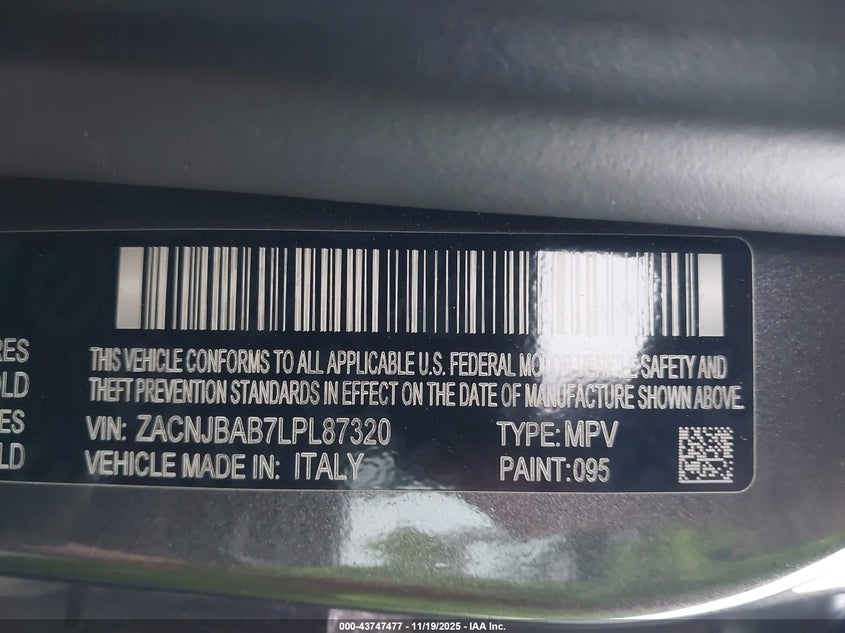 RES
OLD
RES
LD
THIS VEHICLE CONFORMS TO ALL APPLICABLE U.S. FEDERAL MOTOR VEHICLE SAFETY AND
THEFT PREVENTION STANDARDS IN EFFECT ON THE DATE OF MANUFACTURE SHOWN ABOVE.
VIN: ZACNJBAB7LPL87320 TYPE: MPV
VEHICLE MADE IN: ITALY PAINT: 095
000-43747477 - 11/19/2025 - IAA Inc.